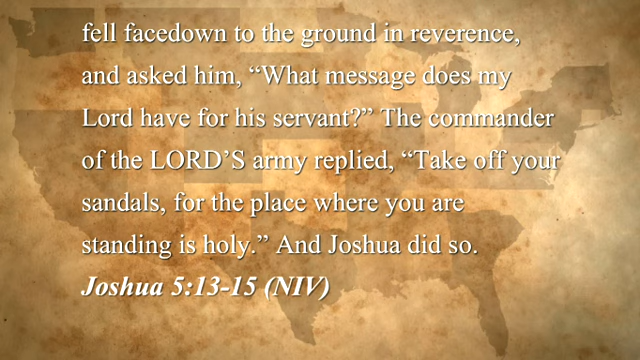 fell facedown to the ground in reverence,
and asked him, “What message does my
Lord have for his servant?” The commander
of the LORD’S army replied, “Take off your
sandals, for the place where you are
standing is holy.” And Joshua did so.
Joshua 5:13-15 (NIV)